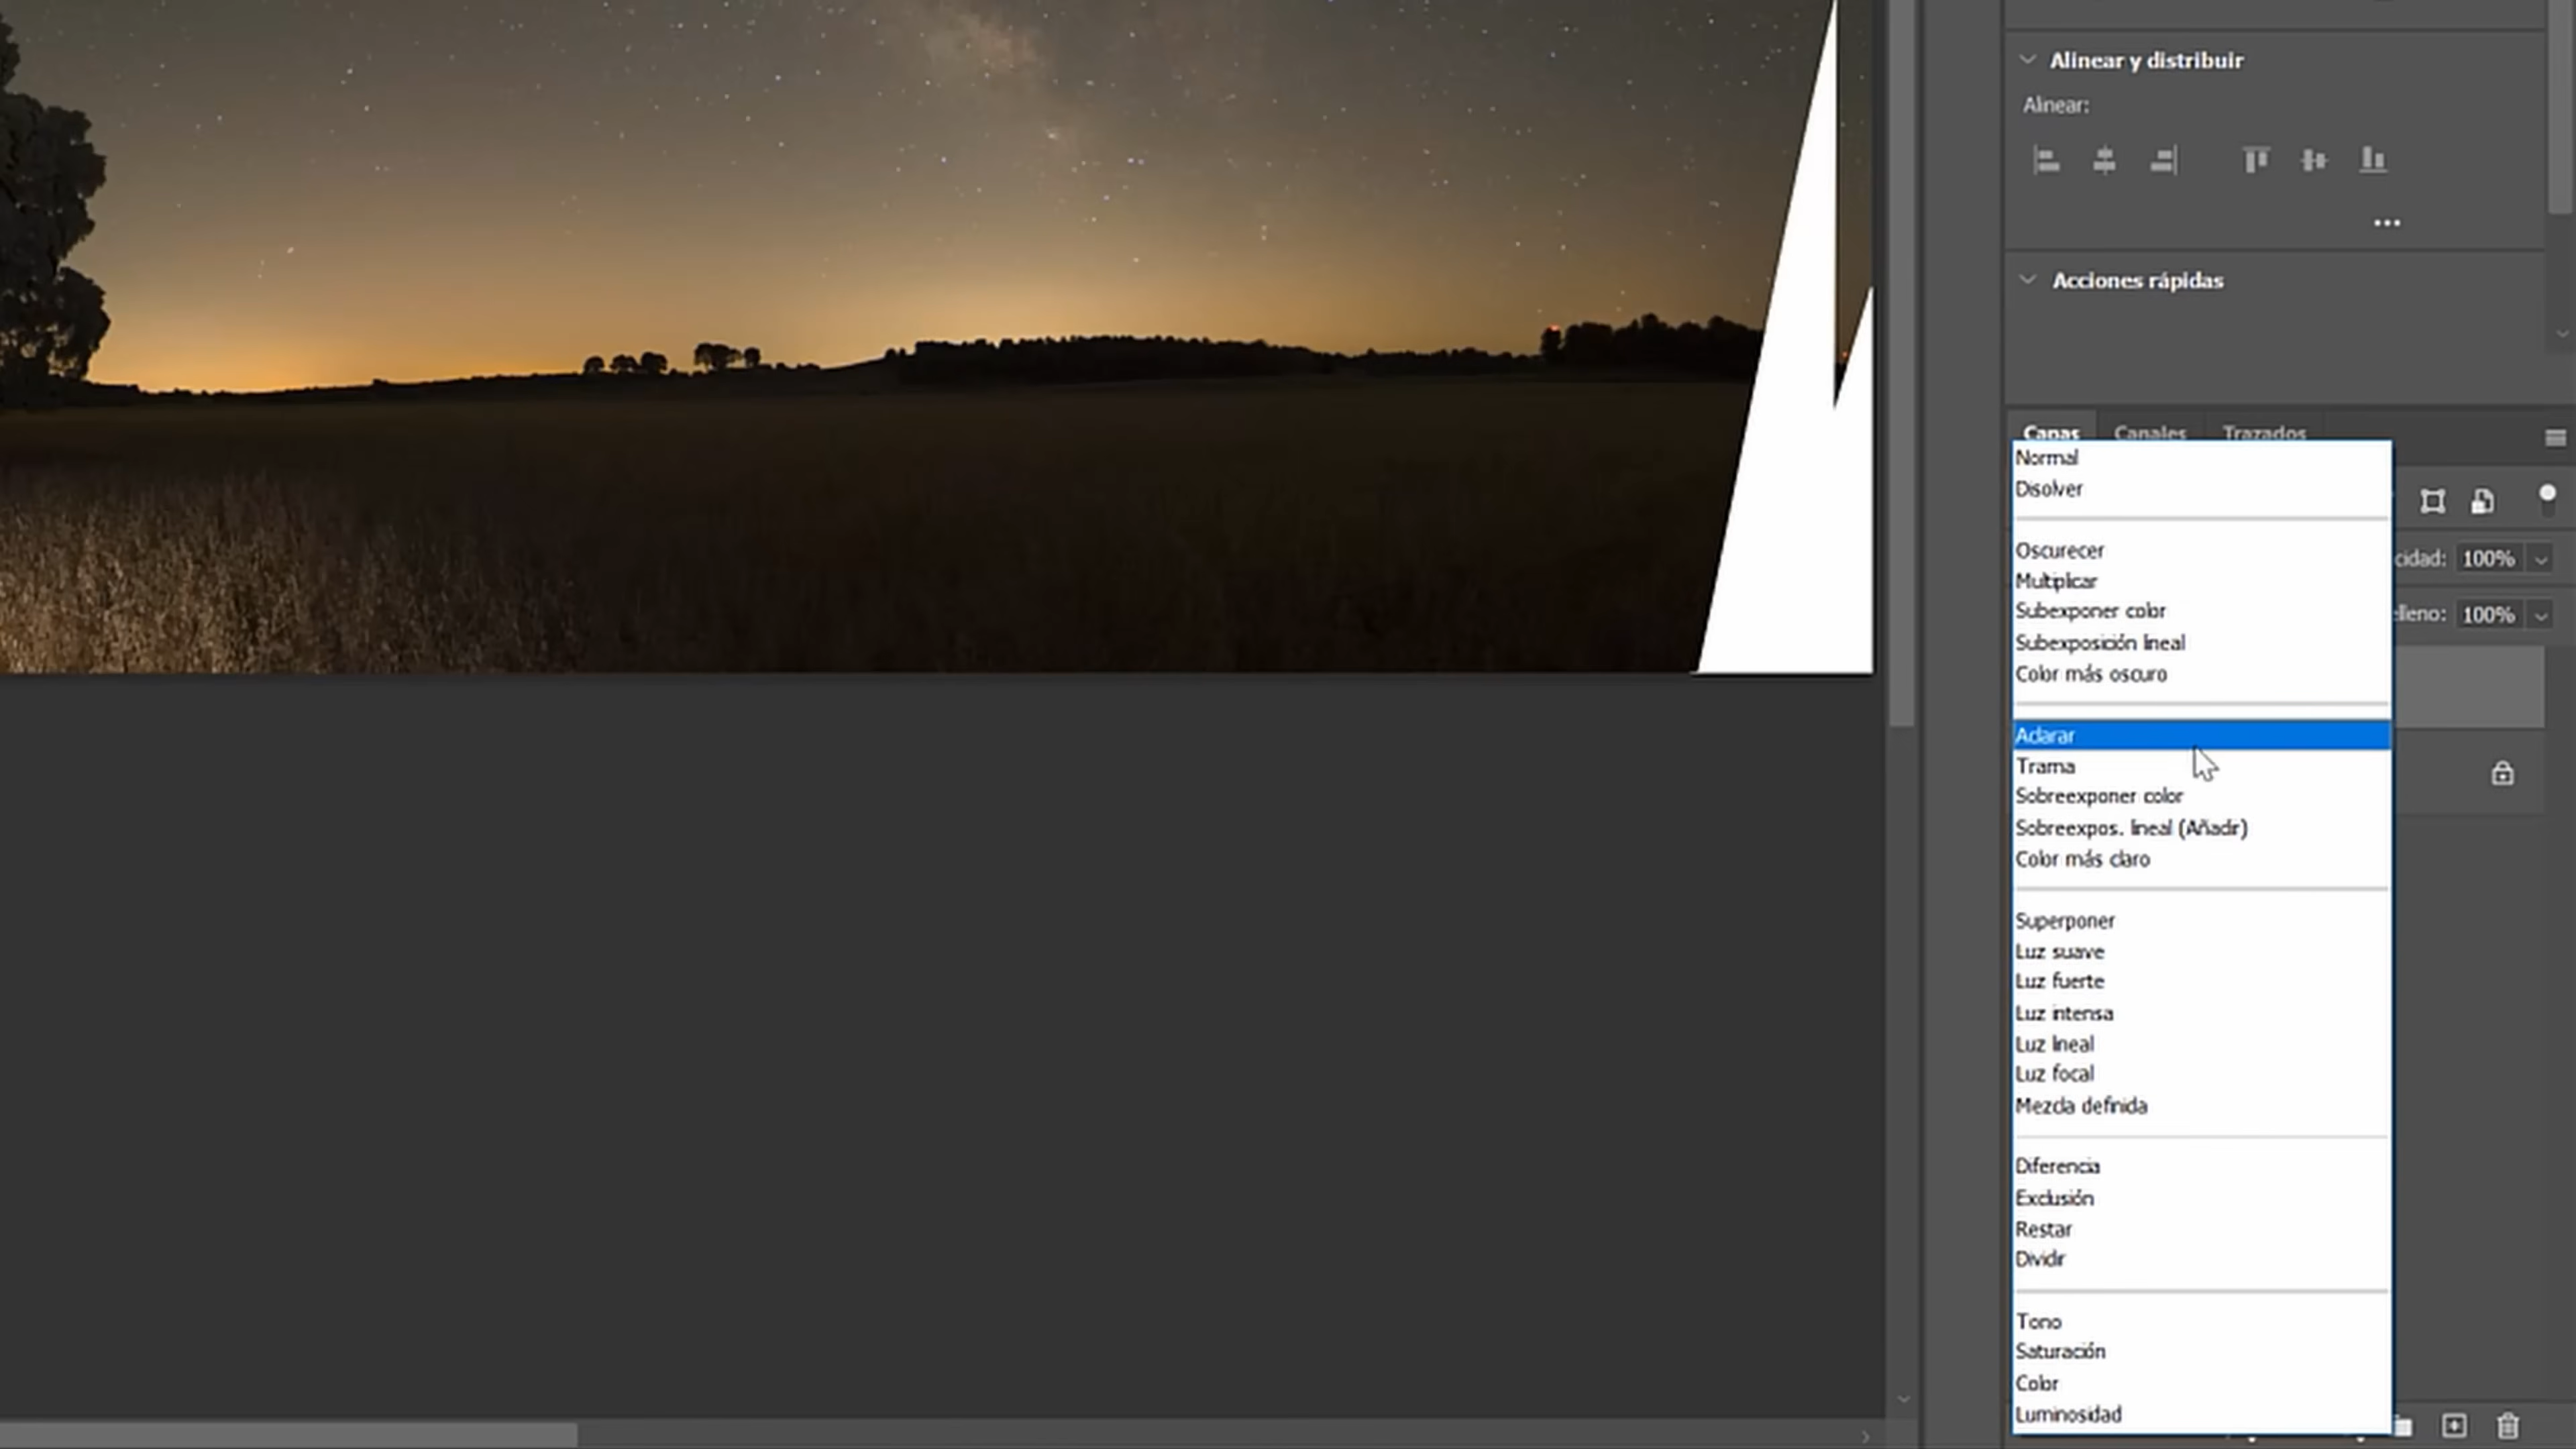 Alinear y distribuir
Alinear:
Acciones rápidas
Capas Canales Trazados
Normal
Disolver
Oscurecer
Multiplicar
Subexponer color
cidad: 100%
Subexposición lineal
elleno: 100%
Color más oscuro
Aclarar
Trama
Sobreexponer color
Sobreexpos. lineal (Añadir)
Color más claro
Superponer
Luz suave
Luz fuerte
Luz intensa
Luz lineal
Luz focal
Mezcla definida
Diferencia
Exclusión
Restar
Dividir
Tono
Saturación
Color
Luminosidad